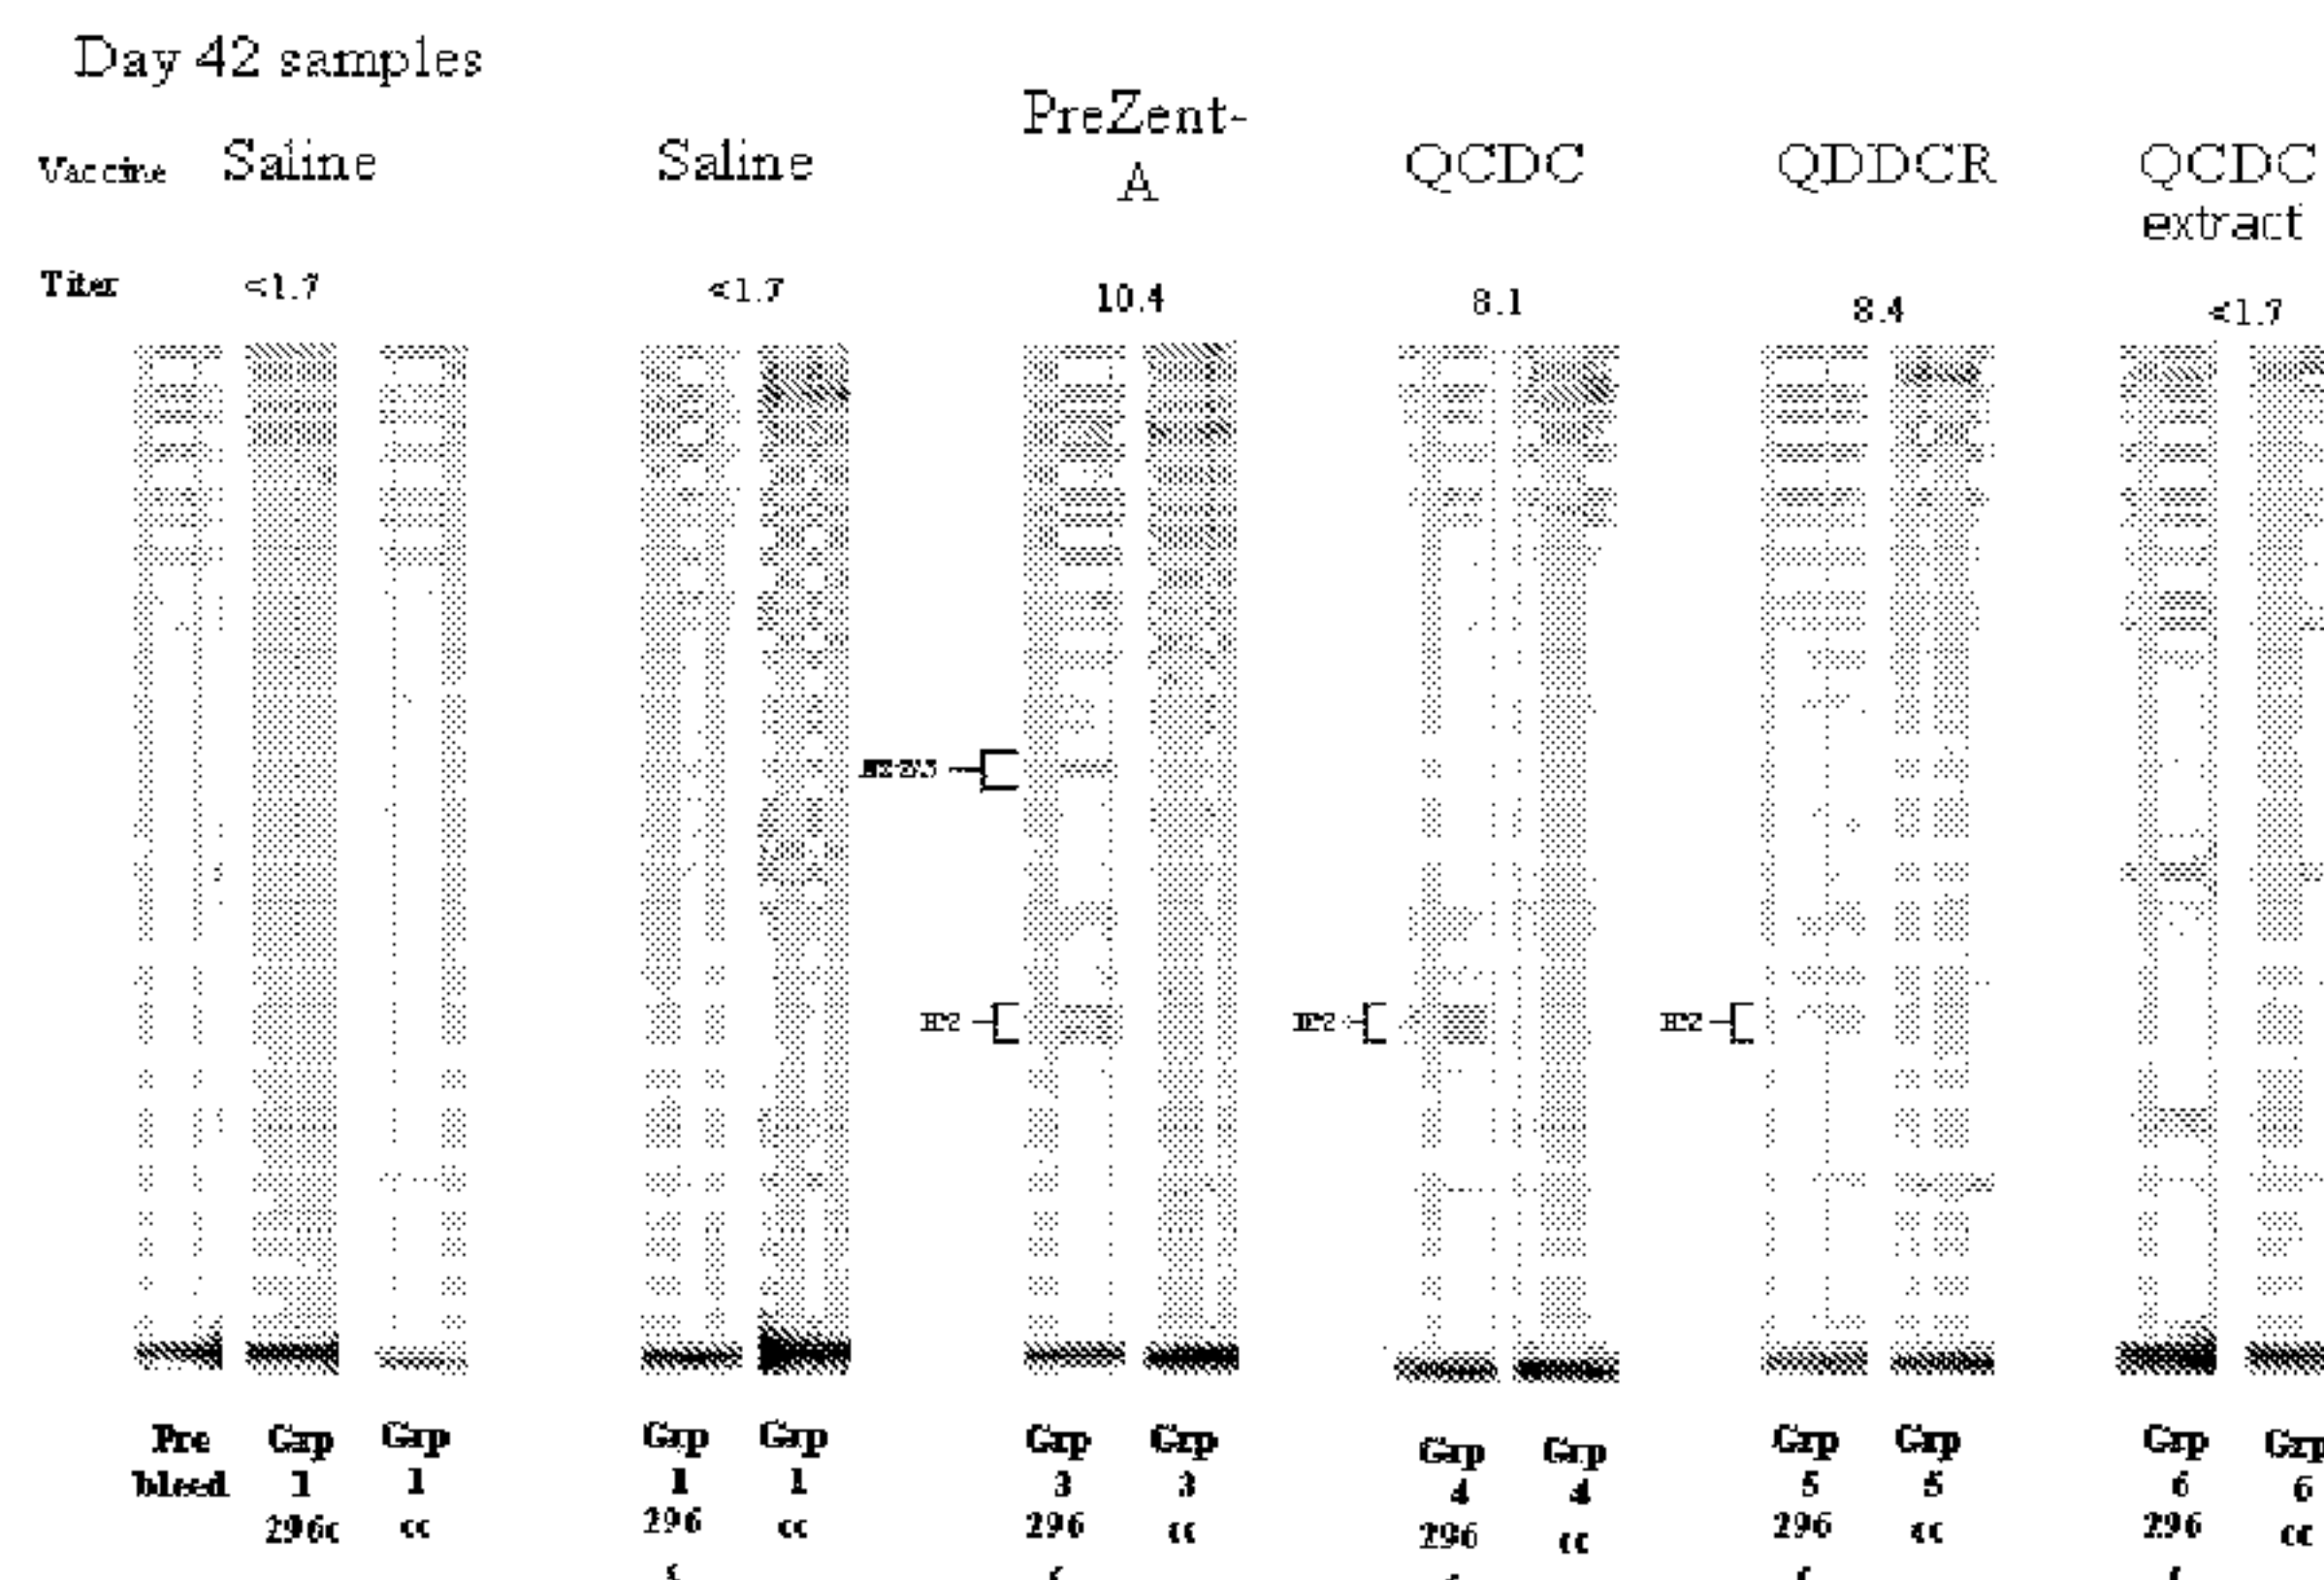 Day 42 samples
Vaccine Saline Saline PreZent-A QCDC QDDCR QCDC extract
Titer <1.7 <1.7 10.4 8.1 8.4 <1.7
Pre bleed
Grp 1 296c
Grp 1 cc
Grp 1 296
Grp 1 cc
Grp 3 296
Grp 3 cc
Grp 4 296
Grp 4 cc
Grp 5 296
Grp 5 cc
Grp 6 296
Grp 6 cc